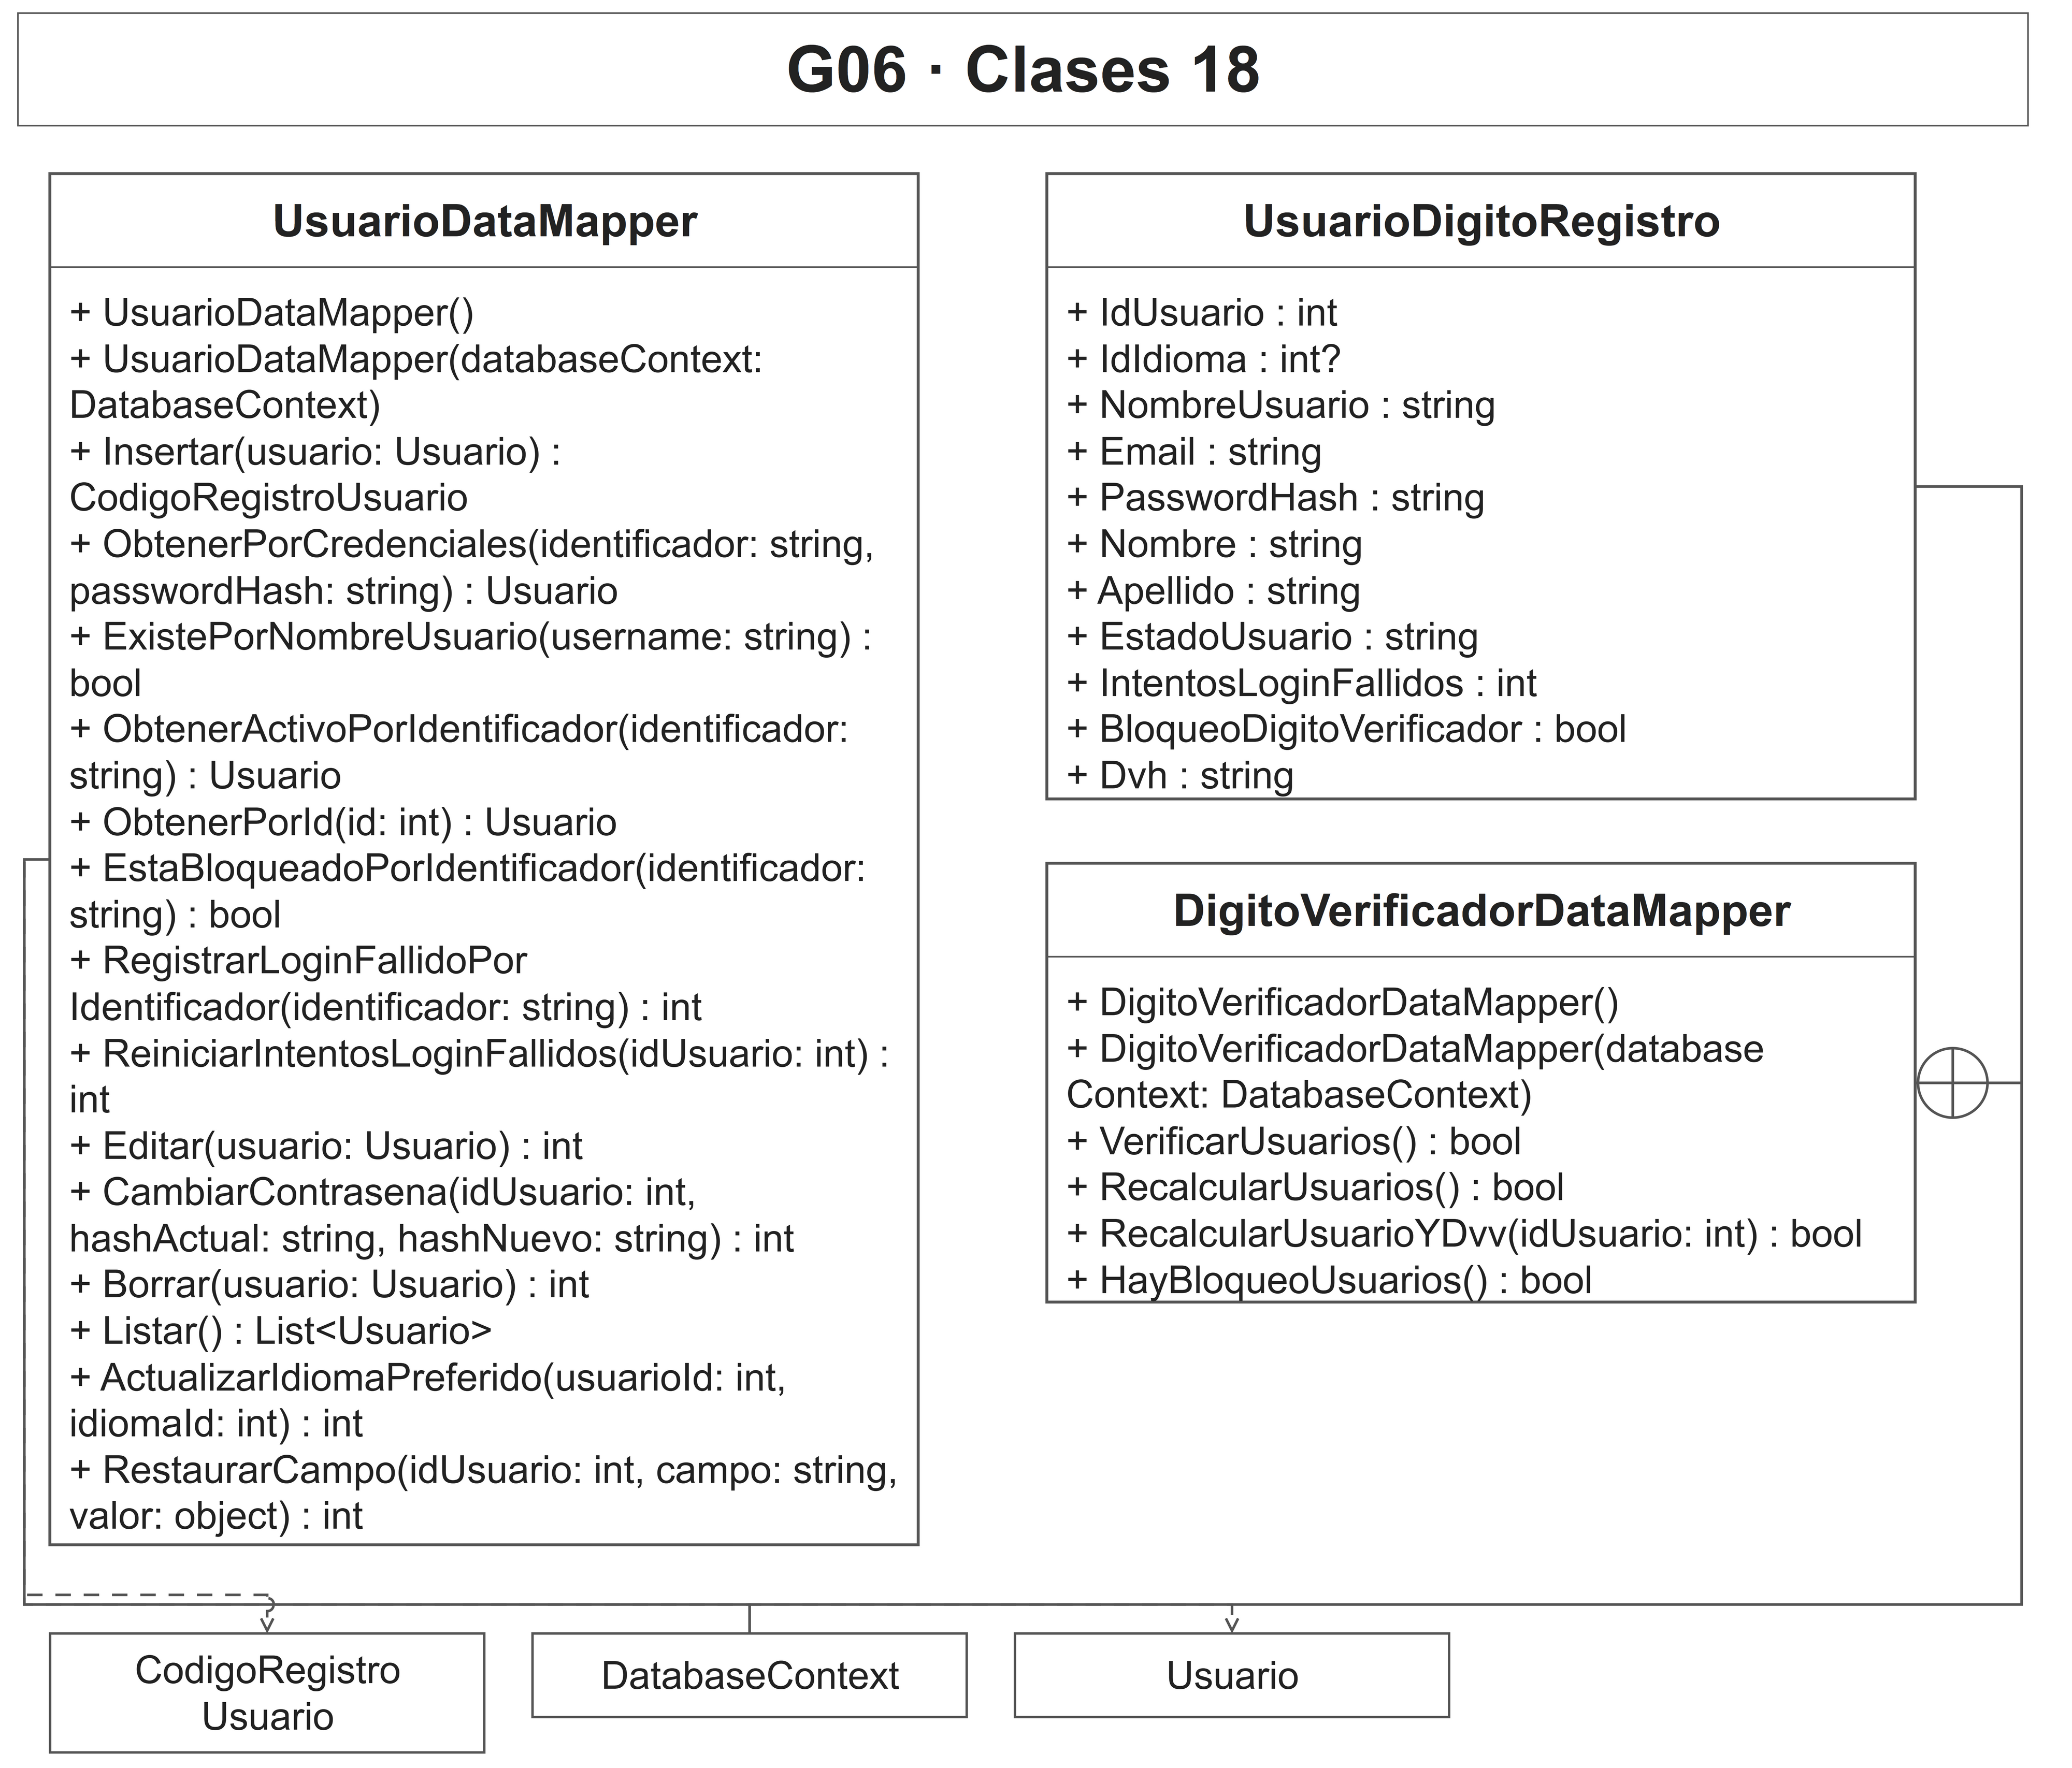 G06 · Clases 18
UsuarioDataMapper
+ UsuarioDataMapper()
+ UsuarioDataMapper(databaseContext:
DatabaseContext)
+ Insertar(usuario: Usuario) :
CodigoRegistroUsuario
+ ObtenerPorCredenciales(identificador: string,
passwordHash: string) : Usuario
+ ExistePorNombreUsuario(username: string) :
bool
+ ObtenerActivoPorIdentificador(identificador:
string) : Usuario
+ ObtenerPorId(id: int) : Usuario
+ EstaBloqueadoPorIdentificador(identificador:
string) : bool
+ RegistrarLoginFallidoPor
Identificador(identificador: string) : int
+ ReiniciarIntentosLoginFallidos(idUsuario: int) :
int
+ Editar(usuario: Usuario) : int
+ CambiarContrasena(idUsuario: int,
hashActual: string, hashNuevo: string) : int
+ Borrar(usuario: Usuario) : int
+ Listar() : List<Usuario>
+ ActualizarIdiomaPreferido(usuarioId: int,
idiomaId: int) : int
+ RestaurarCampo(idUsuario: int, campo: string,
valor: object) : int
UsuarioDigitoRegistro
+ IdUsuario : int
+ IdIdioma : int?
+ NombreUsuario : string
+ Email : string
+ PasswordHash : string
+ Nombre : string
+ Apellido : string
+ EstadoUsuario : string
+ IntentosLoginFallidos : int
+ BloqueoDigitoVerificador : bool
+ Dvh : string
DigitoVerificadorDataMapper
+ DigitoVerificadorDataMapper()
+ DigitoVerificadorDataMapper(database
Context: DatabaseContext)
+ VerificarUsuarios() : bool
+ RecalcularUsuarios() : bool
+ RecalcularUsuarioYDvv(idUsuario: int) : bool
+ HayBloqueoUsuarios() : bool
CodigoRegistro
Usuario
DatabaseContext
Usuario